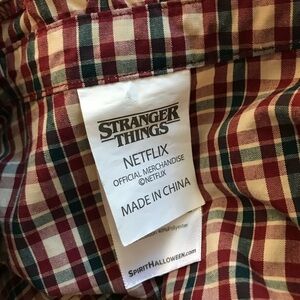 STRANGER
THINGS
NETFLIX
OFFICIAL MERCHANDISE
©NETFLIX
MADE IN CHINA
SPIRITHALLOWEEN.com